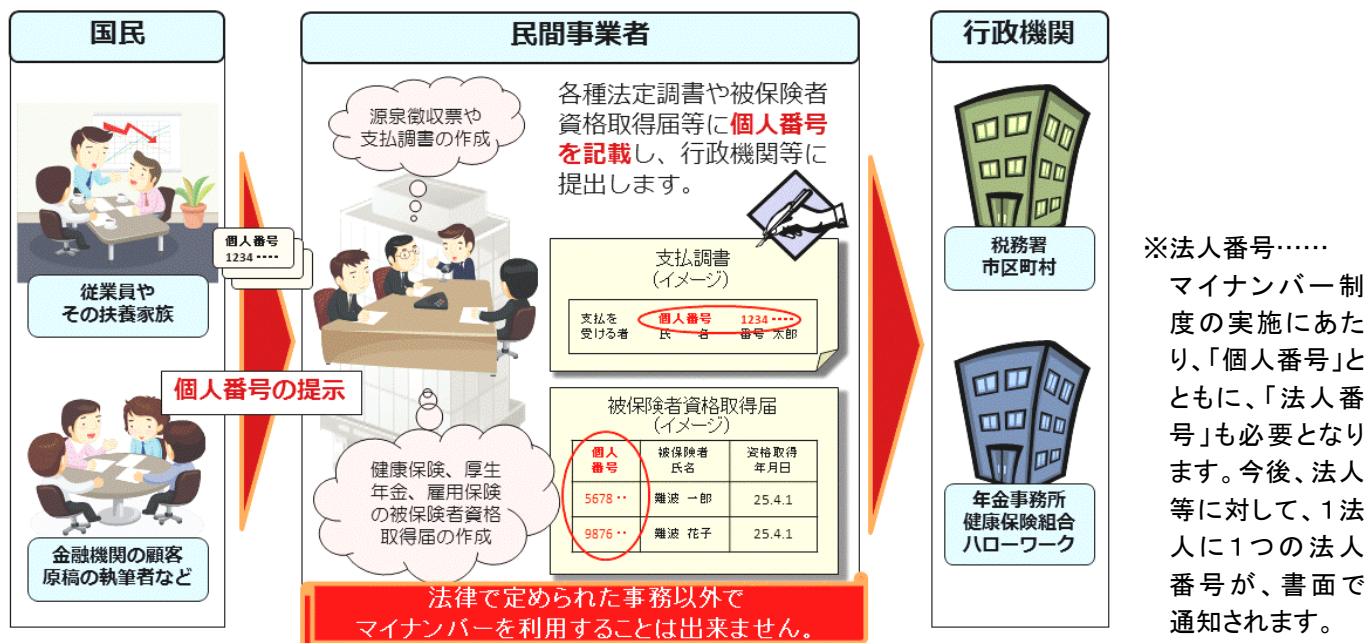 国民
従業員や
その扶養家族
金融機関の顧客
原稿の執筆者など
個人番号
1234 ‥‥
個人番号の提示
民間事業者
源泉徴収票や
支払調書の作成
各種法定調書や被保険者
資格取得届等に個人番号
を記載し、行政機関等に
提出します。
支払調書
(イメージ)
支払を 個人番号 1234 ‥‥
受ける者 氏 名 番号 太郎
健康保険、厚生
年金、雇用保険
の被保険者資格
取得届の作成
被保険者資格取得届
(イメージ)
個人 被保険者 資格取得
番号 氏名 年月日
5678 ‥ 難波 一郎 25.4.1
9876 ‥ 難波 花子 25.4.1
法律で定められた事務以外で
マイナンバーを利用することは出来ません。
行政機関
税務署
市区町村
年金事務所
健康保険組合
ハローワーク
※法人番号……
マイナンバー制
度の実施にあた
り、「個人番号」と
ともに、「法人番
号」も必要となり
ます。今後、法人
等に対して、1法
人に1つの法人
番号が、書面で
通知されます。